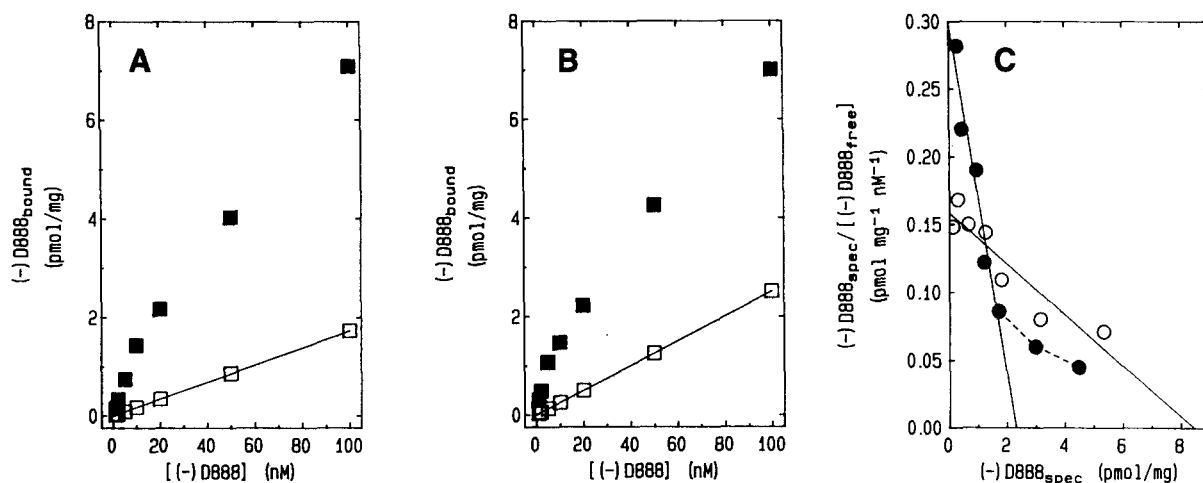 A
8
6
4
2
0
(-)D888bound
(pmol/mg)
0 20 40 60 80 100
[(-)D888] (nM)
B
8
6
4
2
0
(-)D888bound
(pmol/mg)
0 20 40 60 80 100
[(-)D888] (nM)
C
0.30
0.25
0.20
0.15
0.10
0.05
0.00
(-)D888spec/[(-)D888free]
(pmol mg⁻¹ nM⁻¹)
0 2 4 6 8
(-)D888spec (pmol/mg)